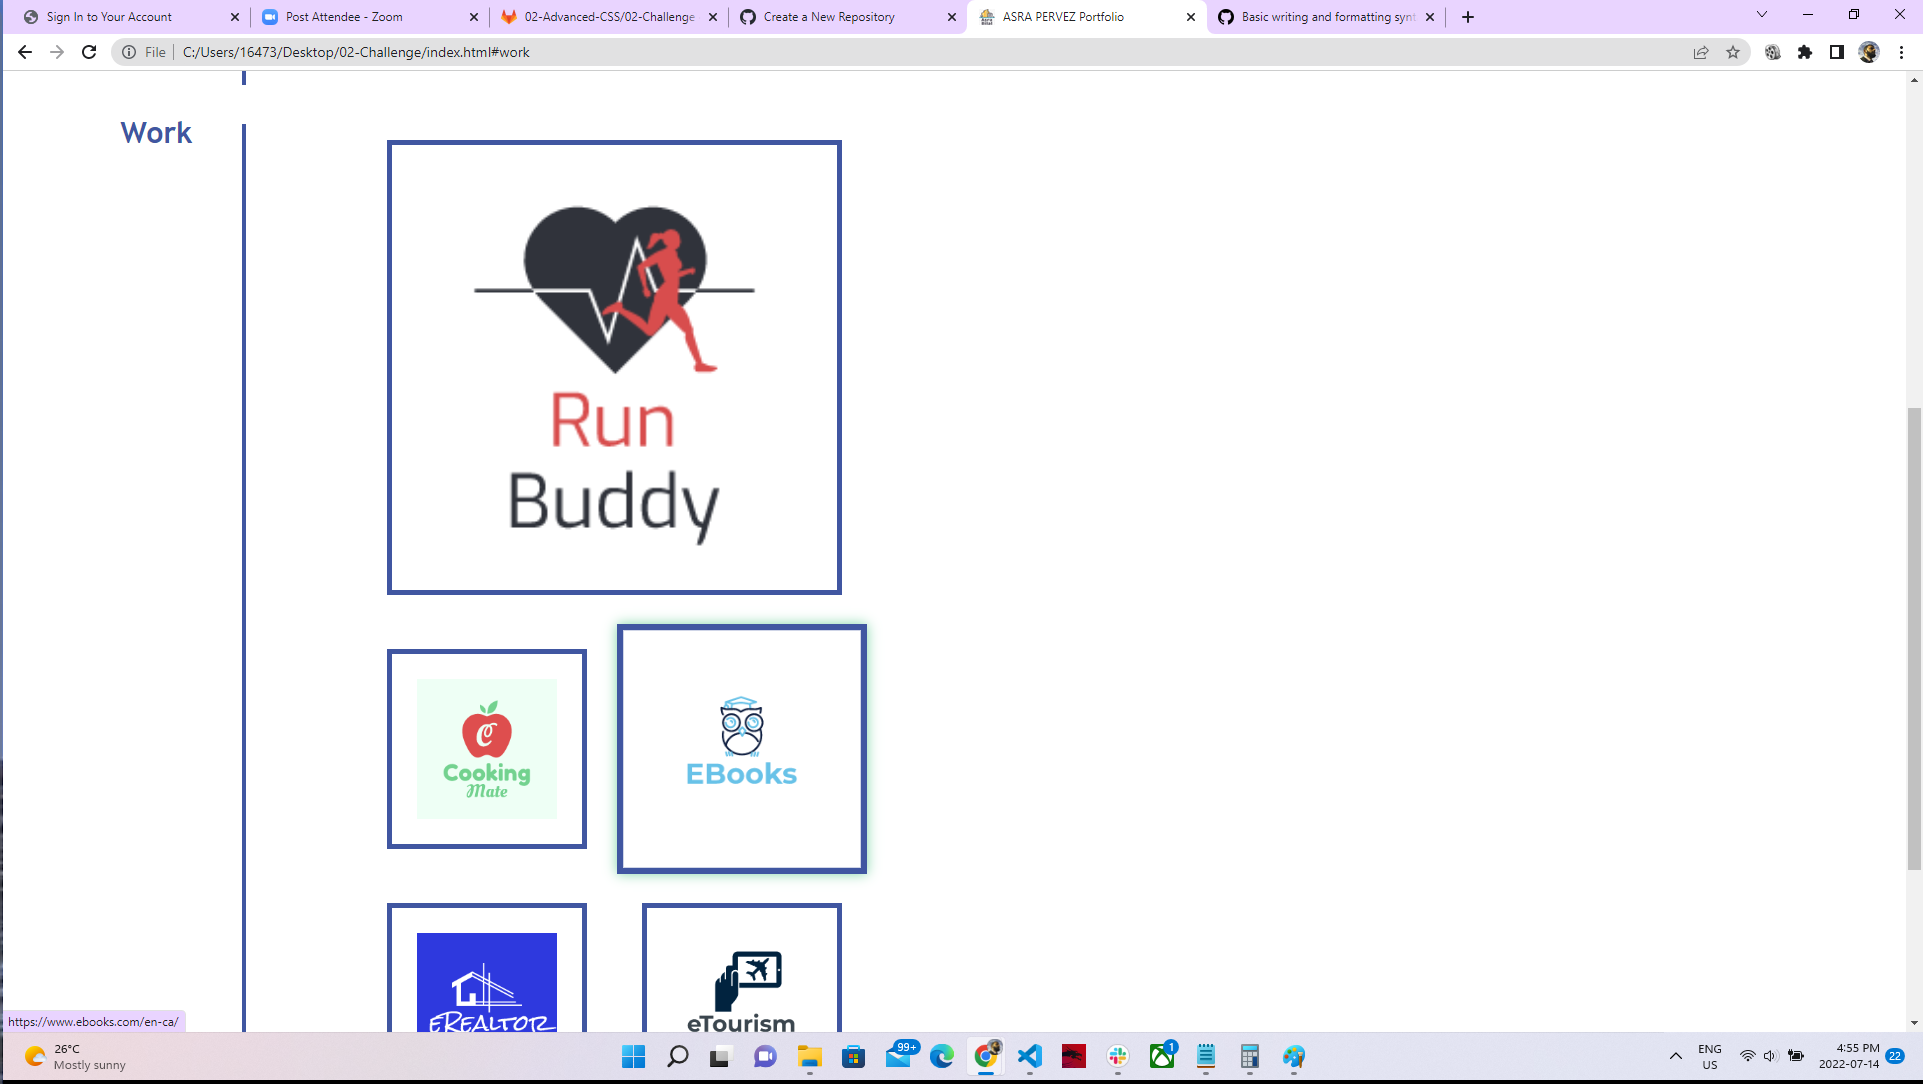 Sign In to Your Account
Post Attendee - Zoom
02-Advanced-CSS/02-Challenge
Create a New Repository
ASRA PERVEZ Portfolio
Basic writing and formatting synt
File
C:/Users/16473/Desktop/02-Challenge/index.html#work
Work
Run
Buddy
C
Cooking
Mate
EBooks
eRealtor
eTourism
https://www.ebooks.com/en-ca/
26°C
Mostly sunny
99+
1
ENG
US
4:55 PM
2022-07-14
22